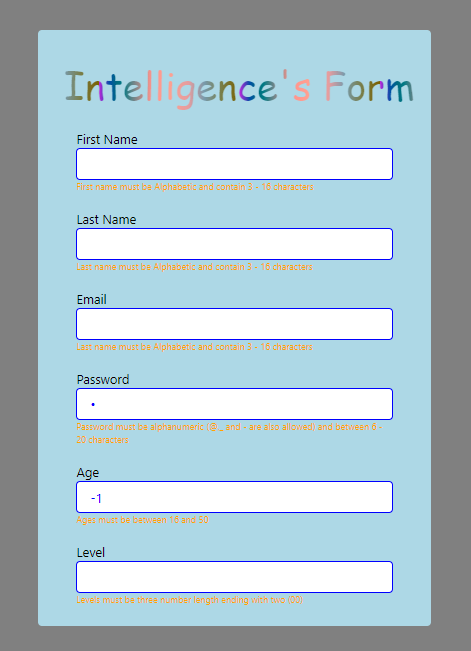 Intelligence's Form
First Name
First name must be Alphabetic and contain 3 - 16 characters
Last Name
Last name must be Alphabetic and contain 3 - 16 characters
Email
Last name must be Alphabetic and contain 3 - 16 characters
Password
•
Password must be alphanumeric (@_ and - are also allowed) and between 6 -
20 characters
Age
-1
Ages must be between 18 and 50
Level
Levels must be three number length ending with two (00)